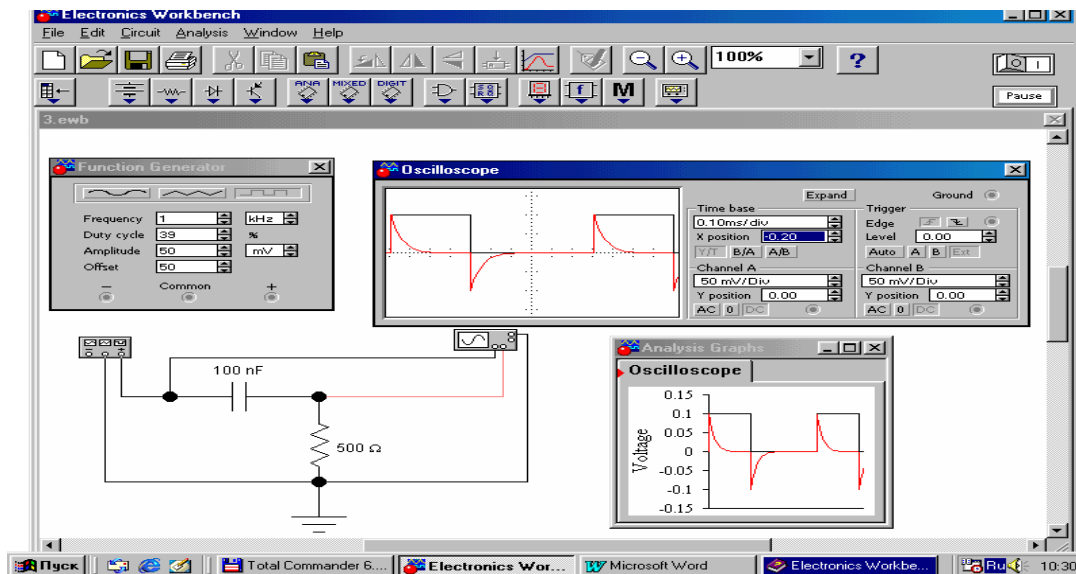 Electronics Workbench
File Edit Circuit Analysis Window Help
100% ?
ANA MIXED DIGIT M
Pause
3.ewb
Function Generator
Frequency 1 kHz
Duty cycle 39 %
Amplitude 50 mV
Offset 50
− Common +
Oscilloscope
Expand Ground
Time base Trigger
0.10ms/div Edge
X position -0.20 Level 0.00
Y/T B/A A/B Auto A B Ext
Channel A Channel B
50 mV/Div 50 mV/Div
Y position 0.00 Y position 0.00
AC 0 DC AC 0 DC
100 nF
500 Ω
Analysis Graphs
Oscilloscope
Voltage
0.15
0.1
0.05
0
-0.05
-0.1
-0.15
Пуск Total Commander 6.... Electronics Wor... Microsoft Word Electronics Workbe... Ru 10:30